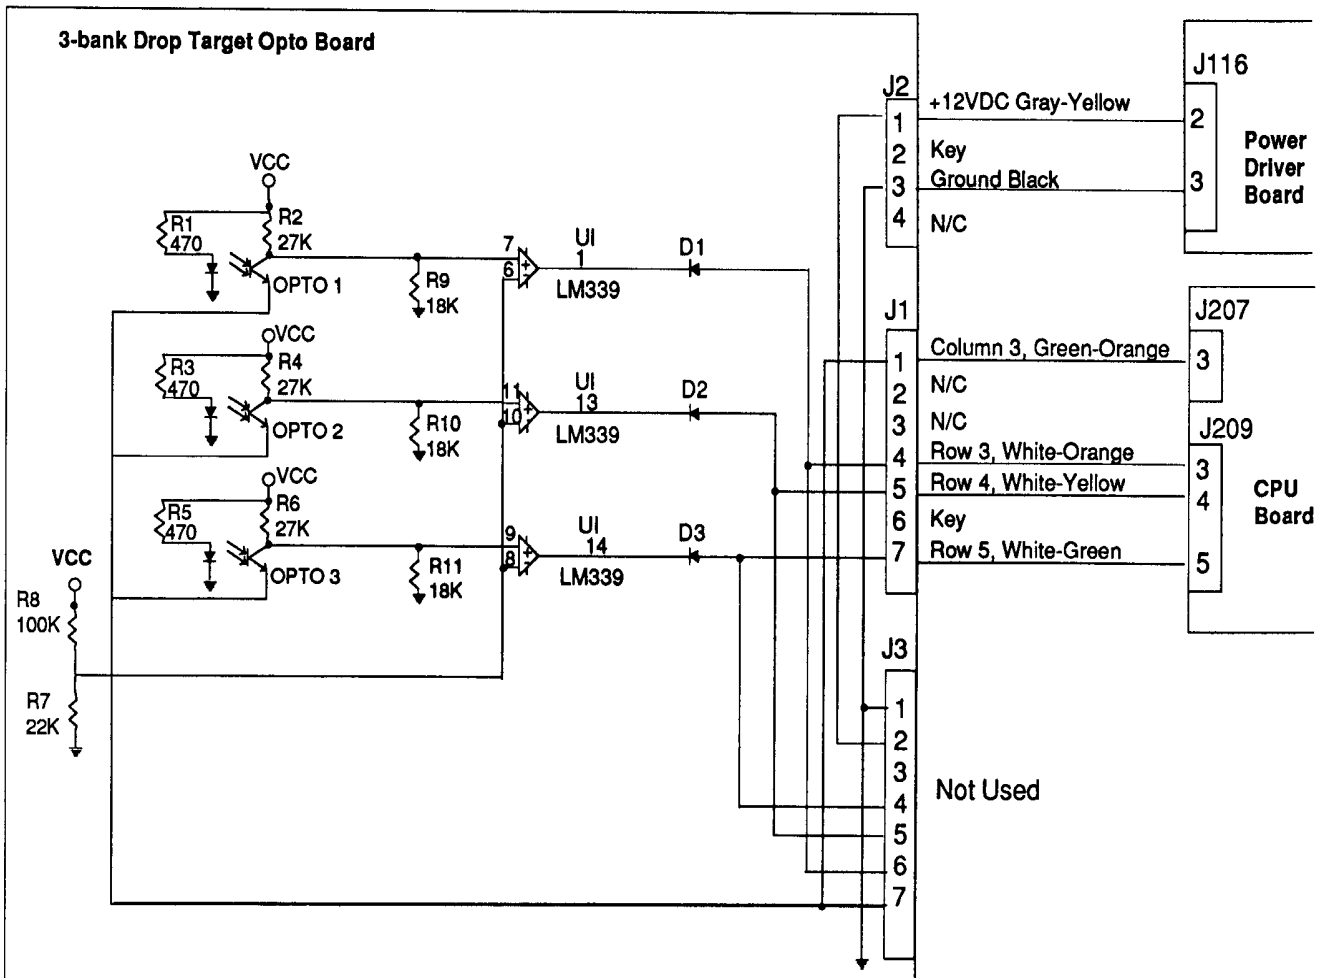 3-bank Drop Target Opto Board
VCC
R1
470
R2
27K
OPTO 1
R9
18K
7
6
+
-
UI
1
LM339
D1
VCC
R3
470
R4
27K
OPTO 2
R10
18K
11
10
+
-
UI
13
LM339
D2
VCC
R5
470
R6
27K
OPTO 3
R11
18K
9
8
+
-
UI
14
LM339
D3
VCC
R8
100K
R7
22K
J2
1 +12VDC Gray-Yellow
2 Key
3 Ground Black
4 N/C
J116
2
3
Power
Driver
Board
J1
1 Column 3, Green-Orange
2 N/C
3 N/C
4 Row 3, White-Orange
5 Row 4, White-Yellow
6 Key
7 Row 5, White-Green
J207
3
J209
3
4
5
CPU
Board
J3
1
2
3
4
5
6
7
Not Used